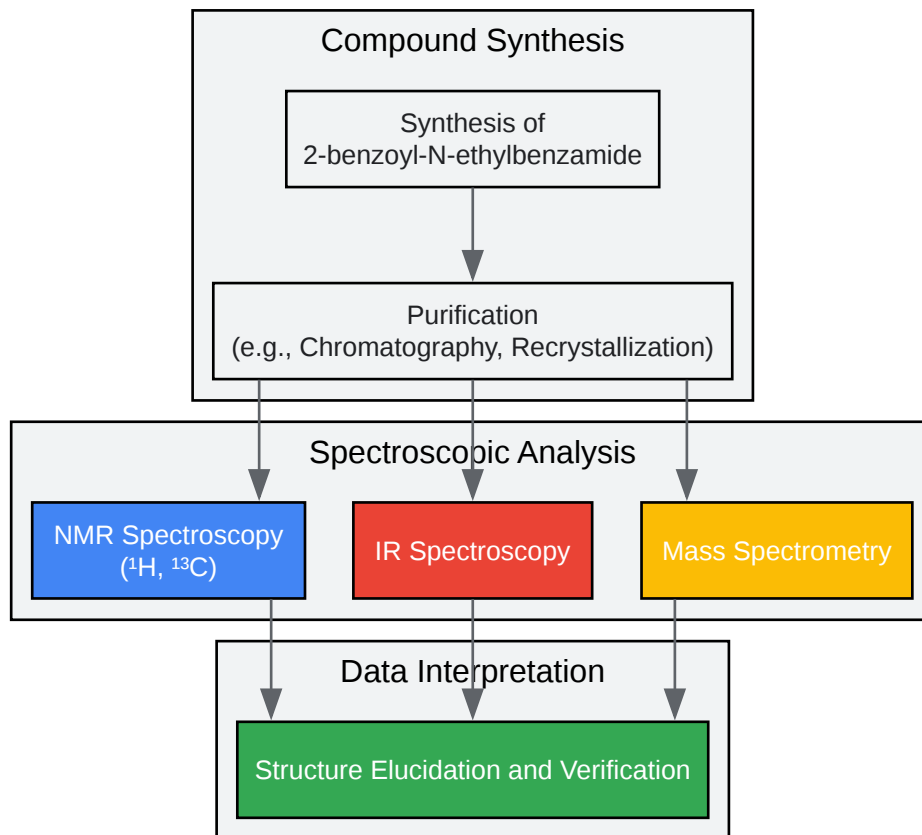 Compound Synthesis
Synthesis of
2-benzoyl-N-ethylbenzamide
Purification
(e.g., Chromatography, Recrystallization)
Spectroscopic Analysis
NMR Spectroscopy
(¹H, ¹³C)
IR Spectroscopy
Mass Spectrometry
Data Interpretation
Structure Elucidation and Verification